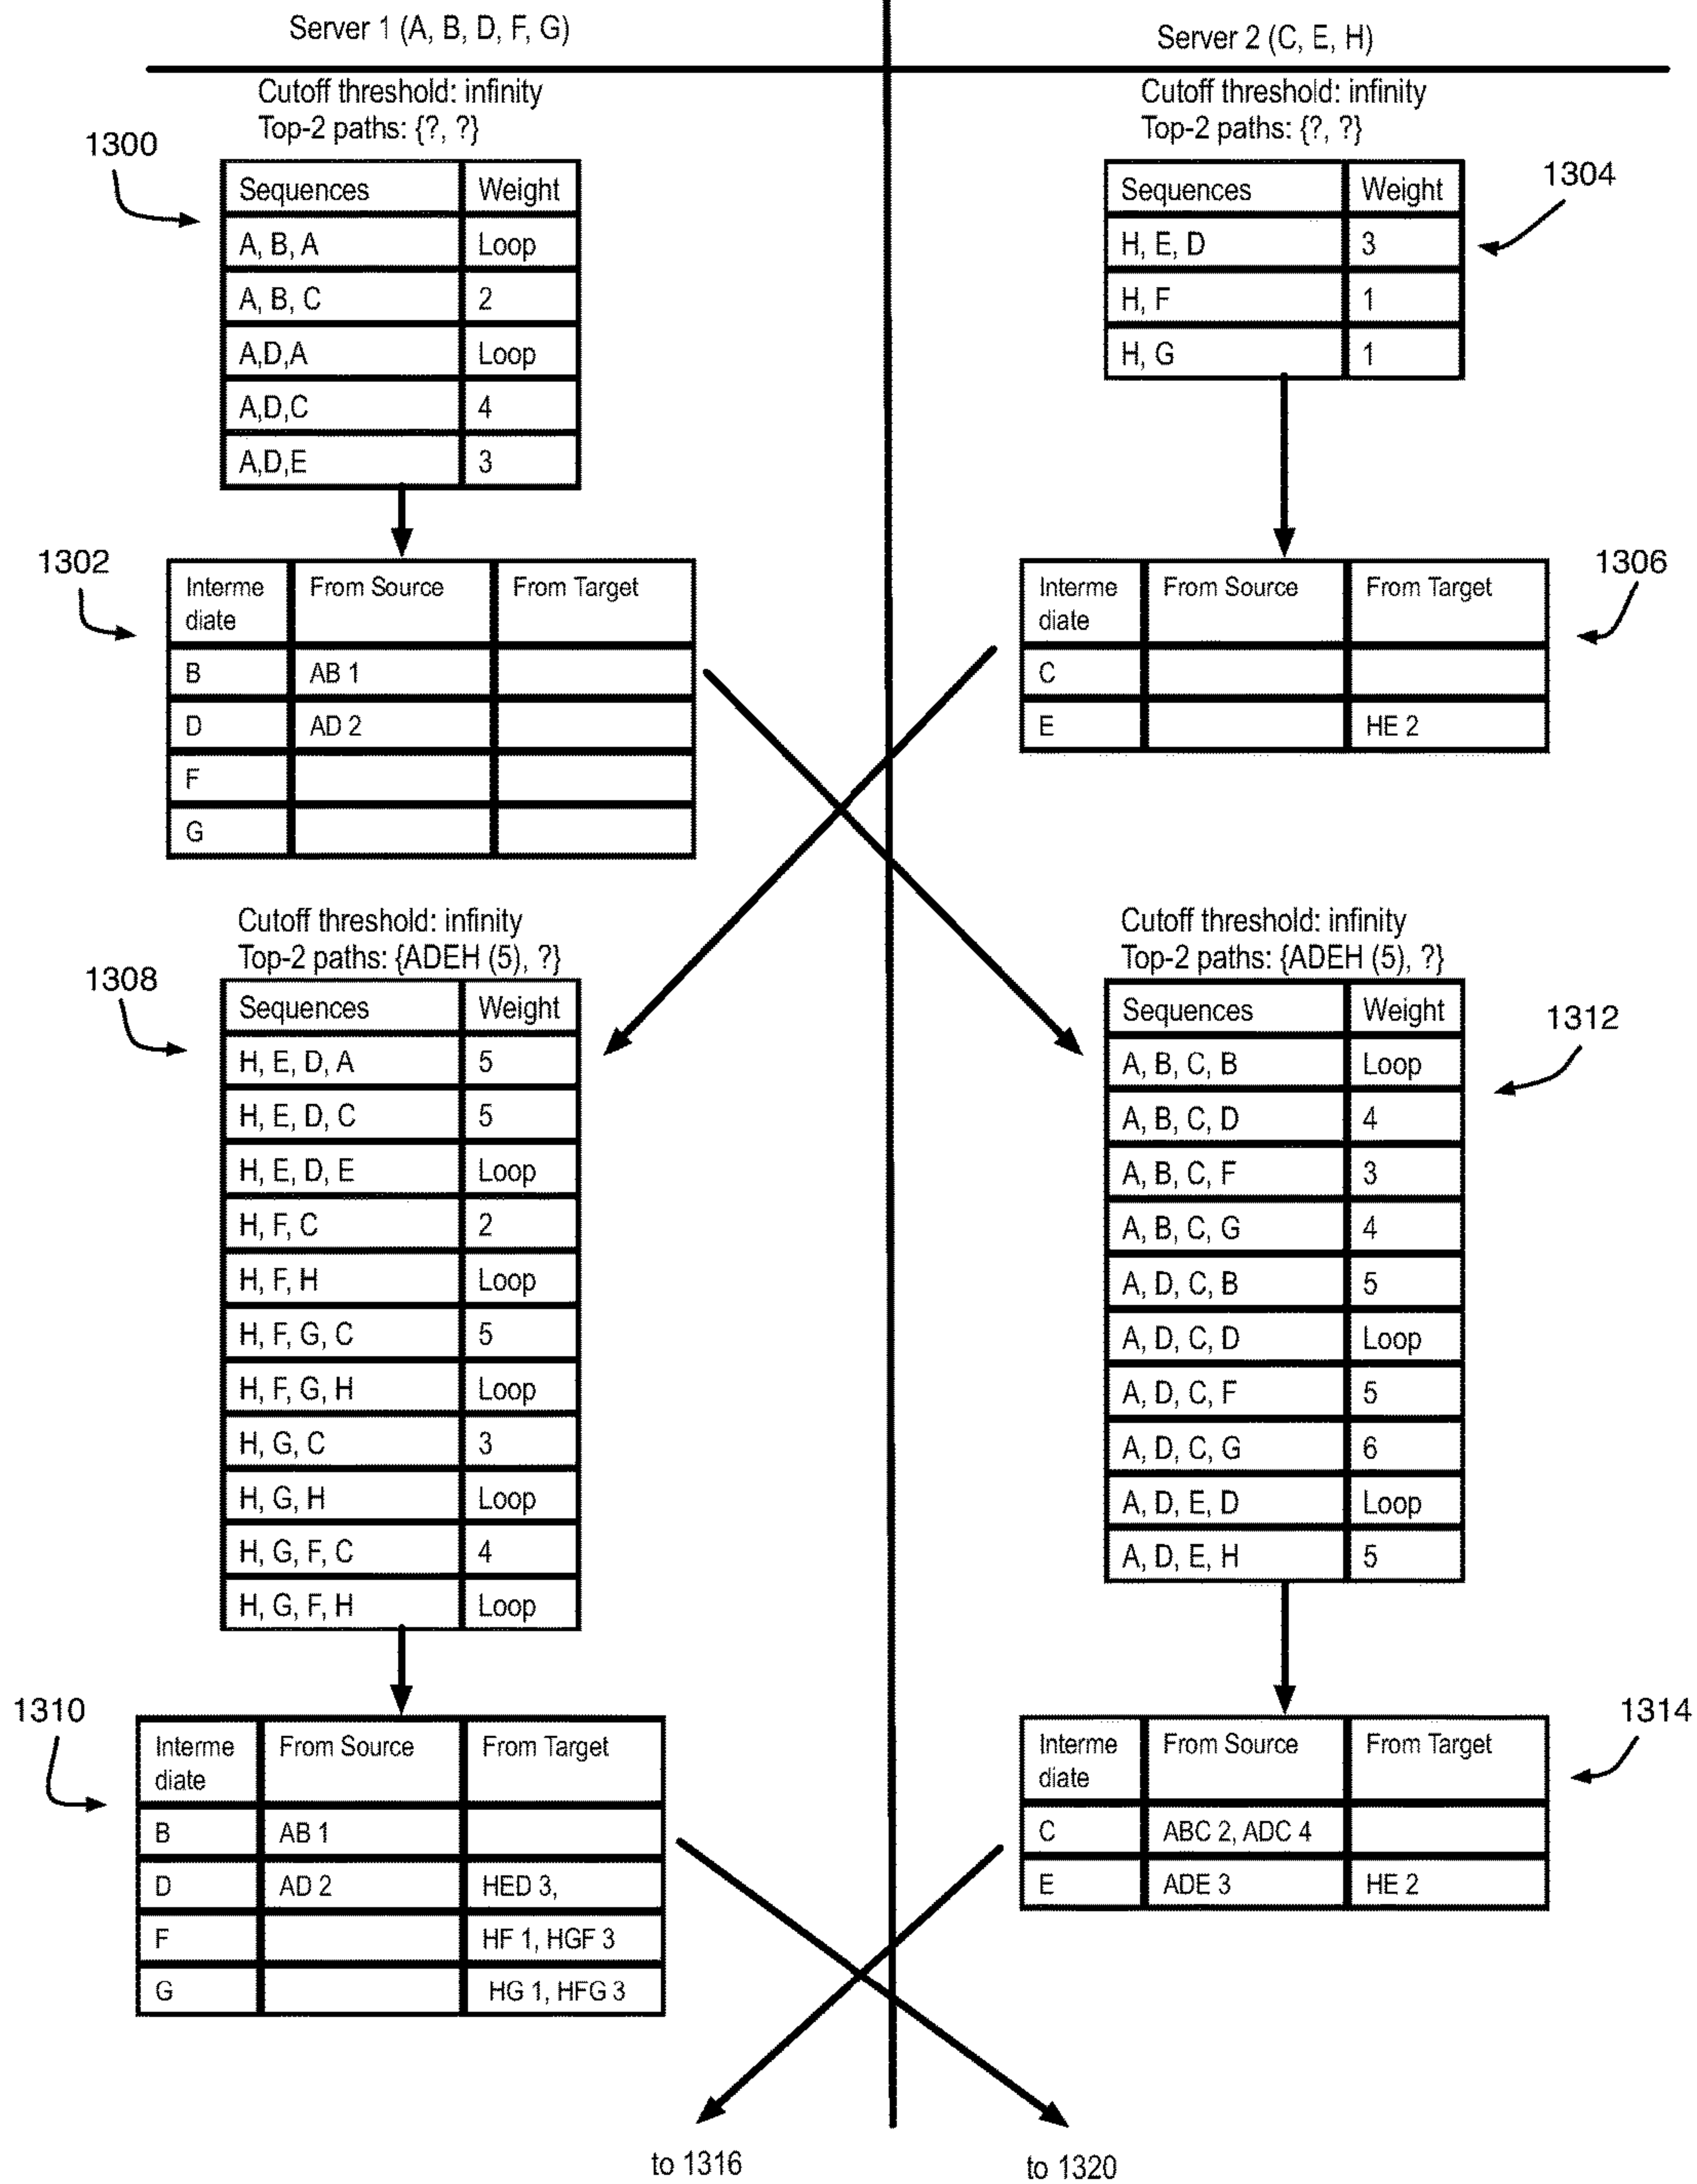 Server 1 (A, B, D, F, G)
Server 2 (C, E, H)
Cutoff threshold: infinity
Top-2 paths: {?, ?}
1300
Sequences Weight
A, B, A Loop
A, B, C 2
A,D,A Loop
A,D,C 4
A,D,E 3
Cutoff threshold: infinity
Top-2 paths: {?, ?}
1304
Sequences Weight
H, E, D 3
H, F 1
H, G 1
1302
Interme From Source From Target
diate
B AB 1
D AD 2
F
G
1306
Interme From Source From Target
diate
C
E HE 2
Cutoff threshold: infinity
Top-2 paths: {ADEH (5), ?}
1308
Sequences Weight
H, E, D, A 5
H, E, D, C 5
H, E, D, E Loop
H, F, C 2
H, F, H Loop
H, F, G, C 5
H, F, G, H Loop
H, G, C 3
H, G, H Loop
H, G, F, C 4
H, G, F, H Loop
Cutoff threshold: infinity
Top-2 paths: {ADEH (5), ?}
1312
Sequences Weight
A, B, C, B Loop
A, B, C, D 4
A, B, C, F 3
A, B, C, G 4
A, D, C, B 5
A, D, C, D Loop
A, D, C, F 5
A, D, C, G 6
A, D, E, D Loop
A, D, E, H 5
1310
Interme From Source From Target
diate
B AB 1
D AD 2 HED 3,
F HF 1, HGF 3
G HG 1, HFG 3
1314
Interme From Source From Target
diate
C ABC 2, ADC 4
E ADE 3 HE 2
to 1316
to 1320